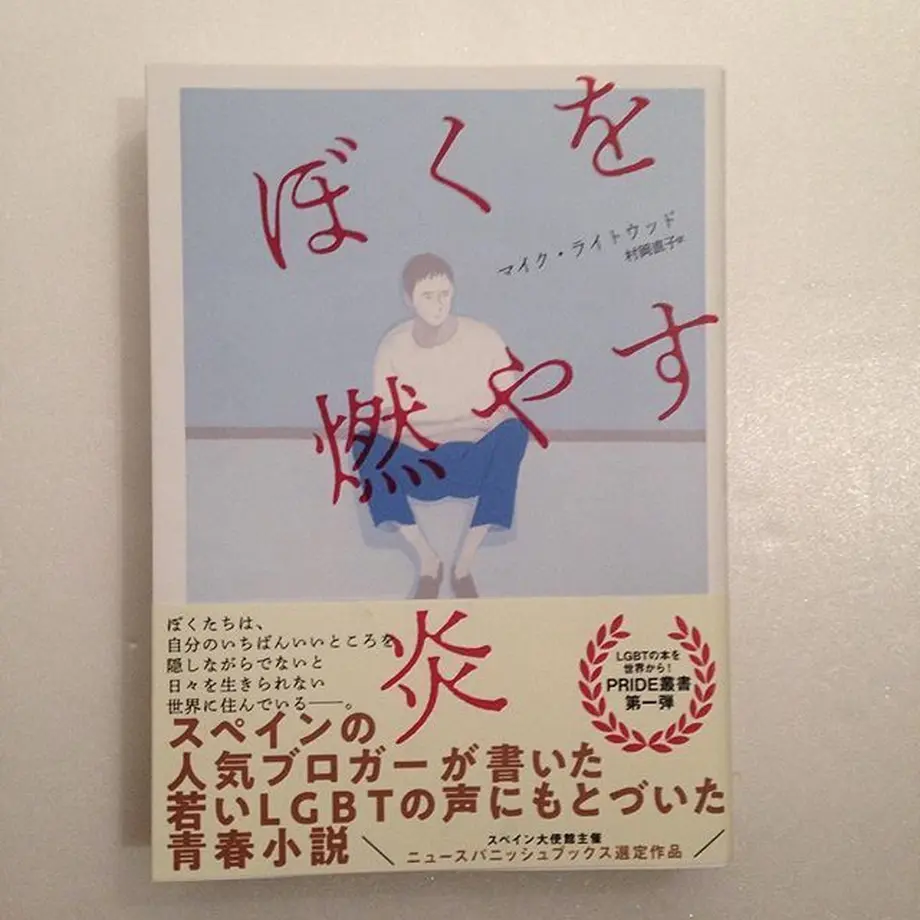 ぼくを
燃やす
炎
マイク・ライトウッド
村岡直子訳
ぼくたちは、
自分のいちばんいいところを
隠しながらでないと
日々を生きられない
世界に住んでいる――。
スペインの
人気ブロガーが書いた
若いLGBTの声にもとづいた
青春小説
LGBTの本を
世界から!
PRIDE叢書
第一弾
スペイン大使館主催
ニュースパニッシュブックス選定作品